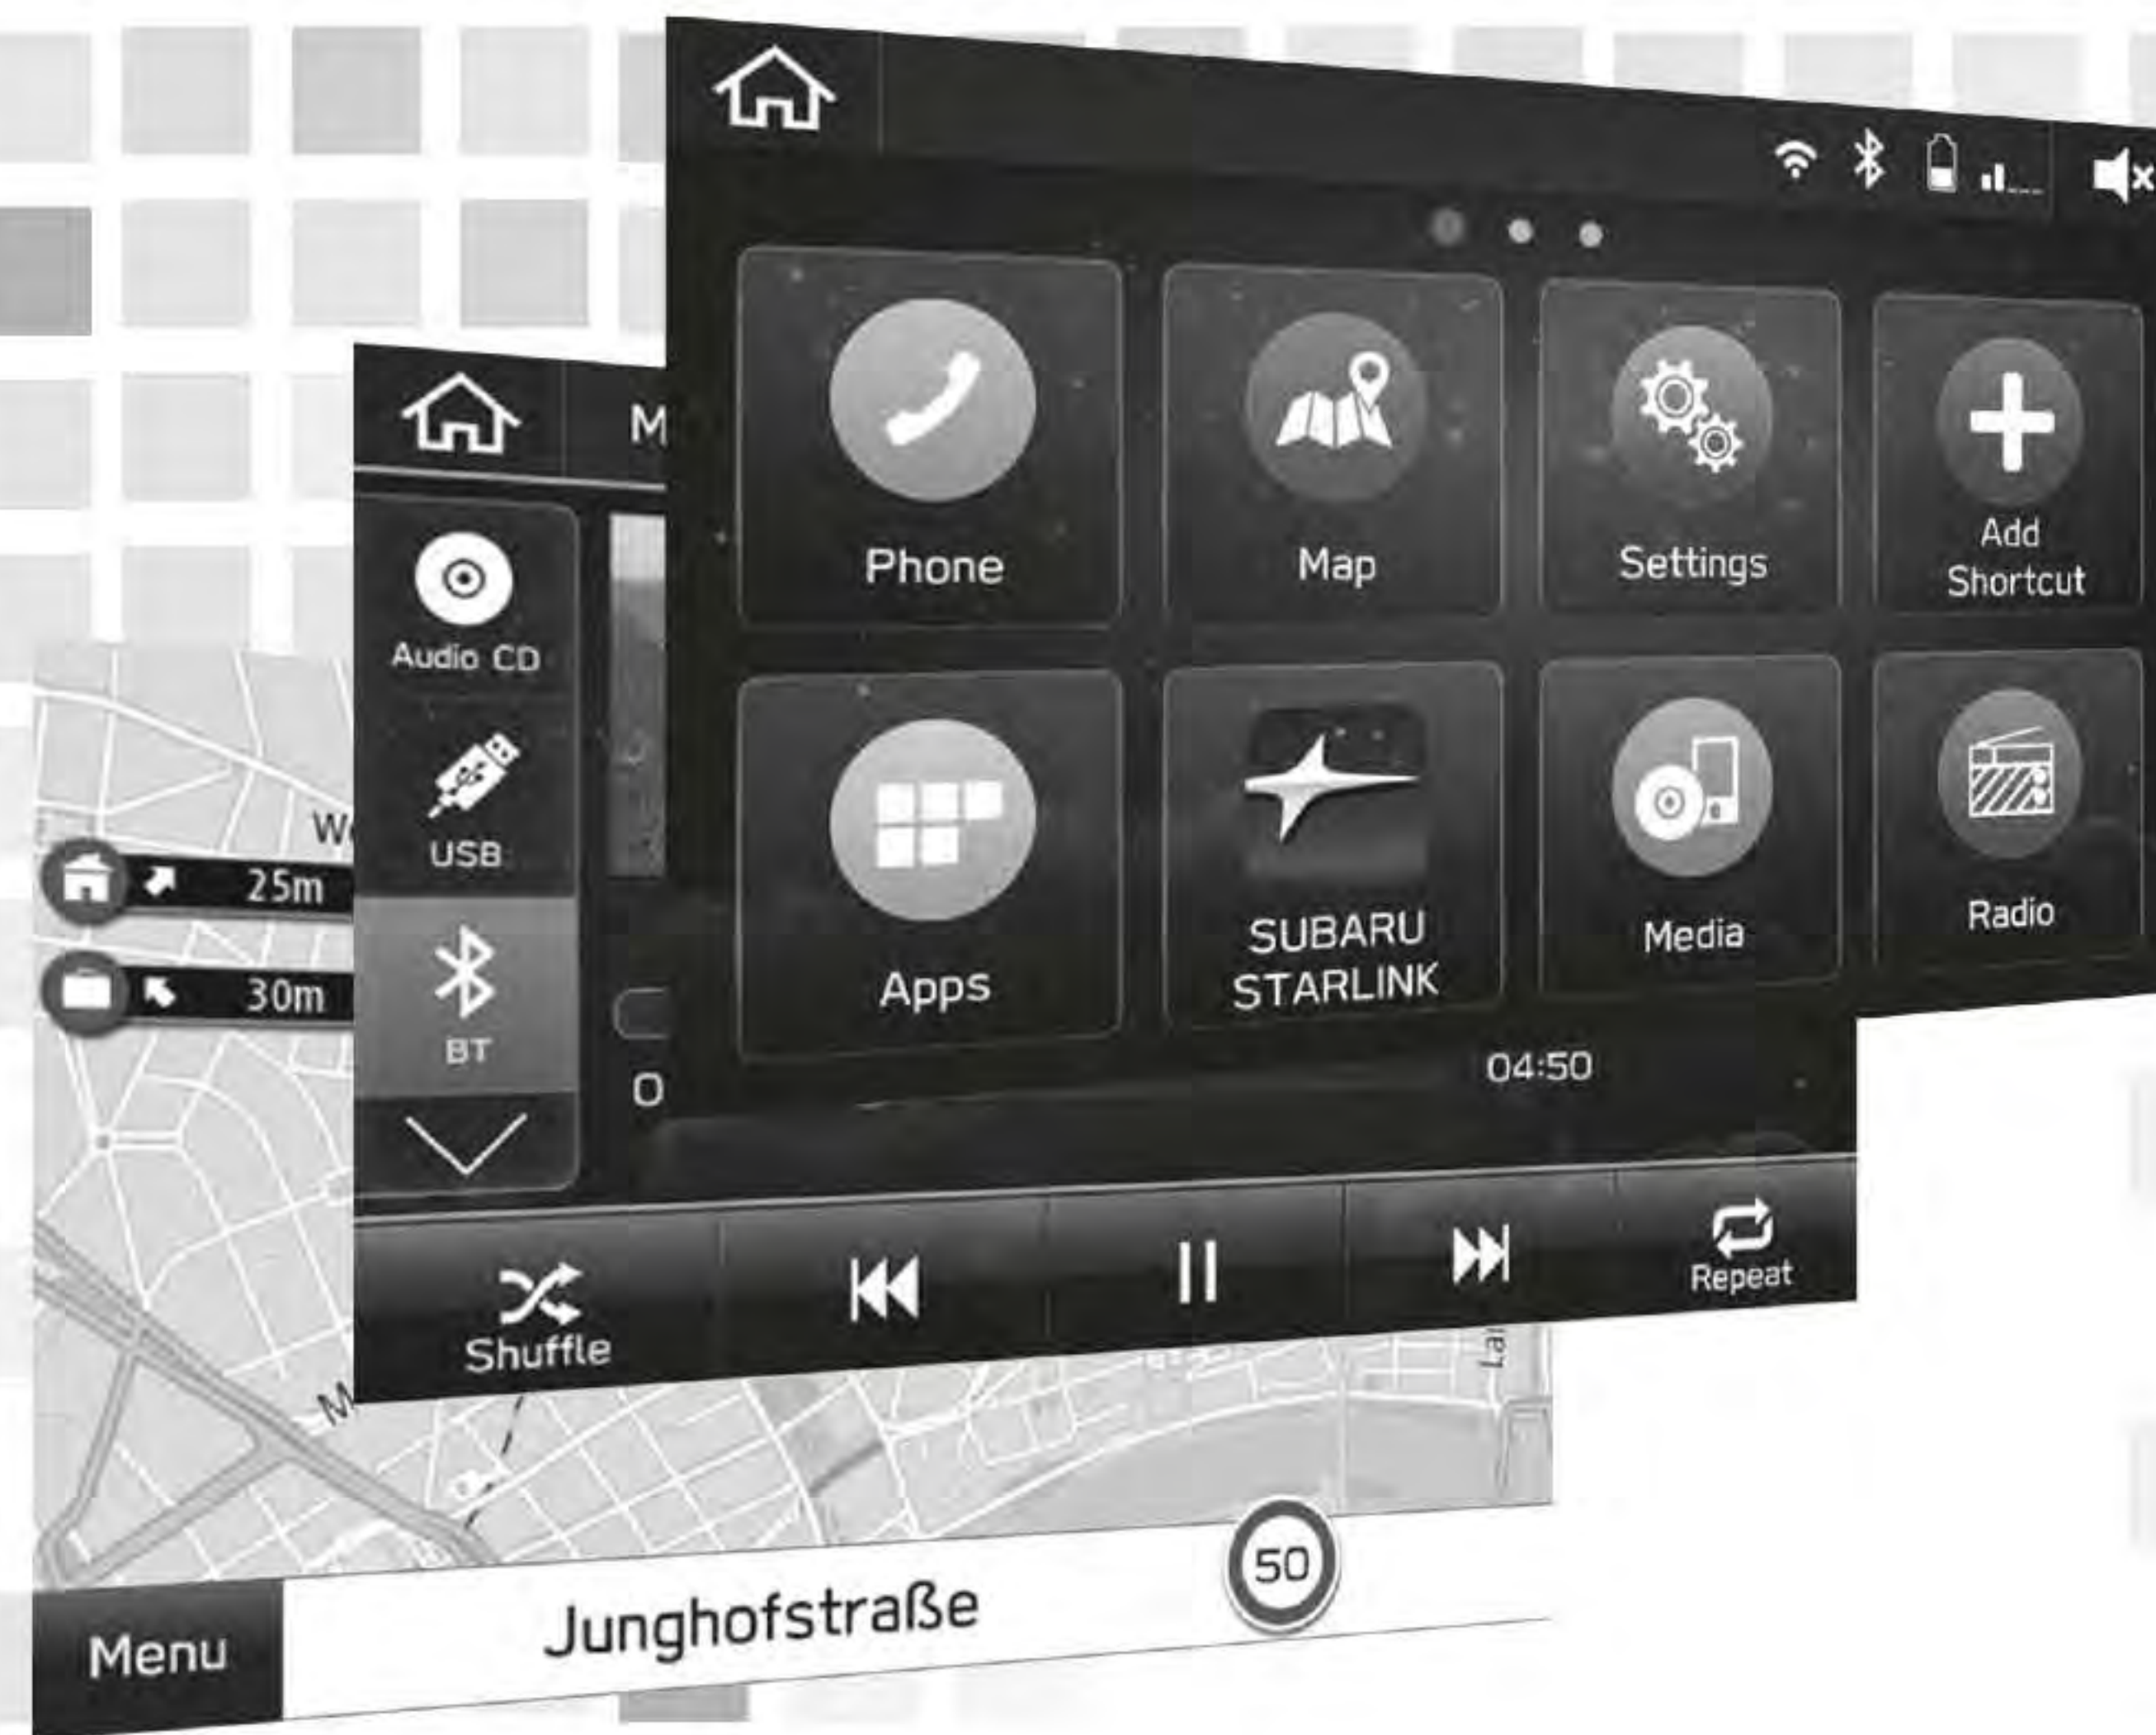 Phone
Map
Settings
Add
Shortcut
Apps
SUBARU
STARLINK
Media
Radio
M
Audio CD
USB
BT
0
04:50
Shuffle
Repeat
25m
30m
M
50
Junghofstraße
Menu